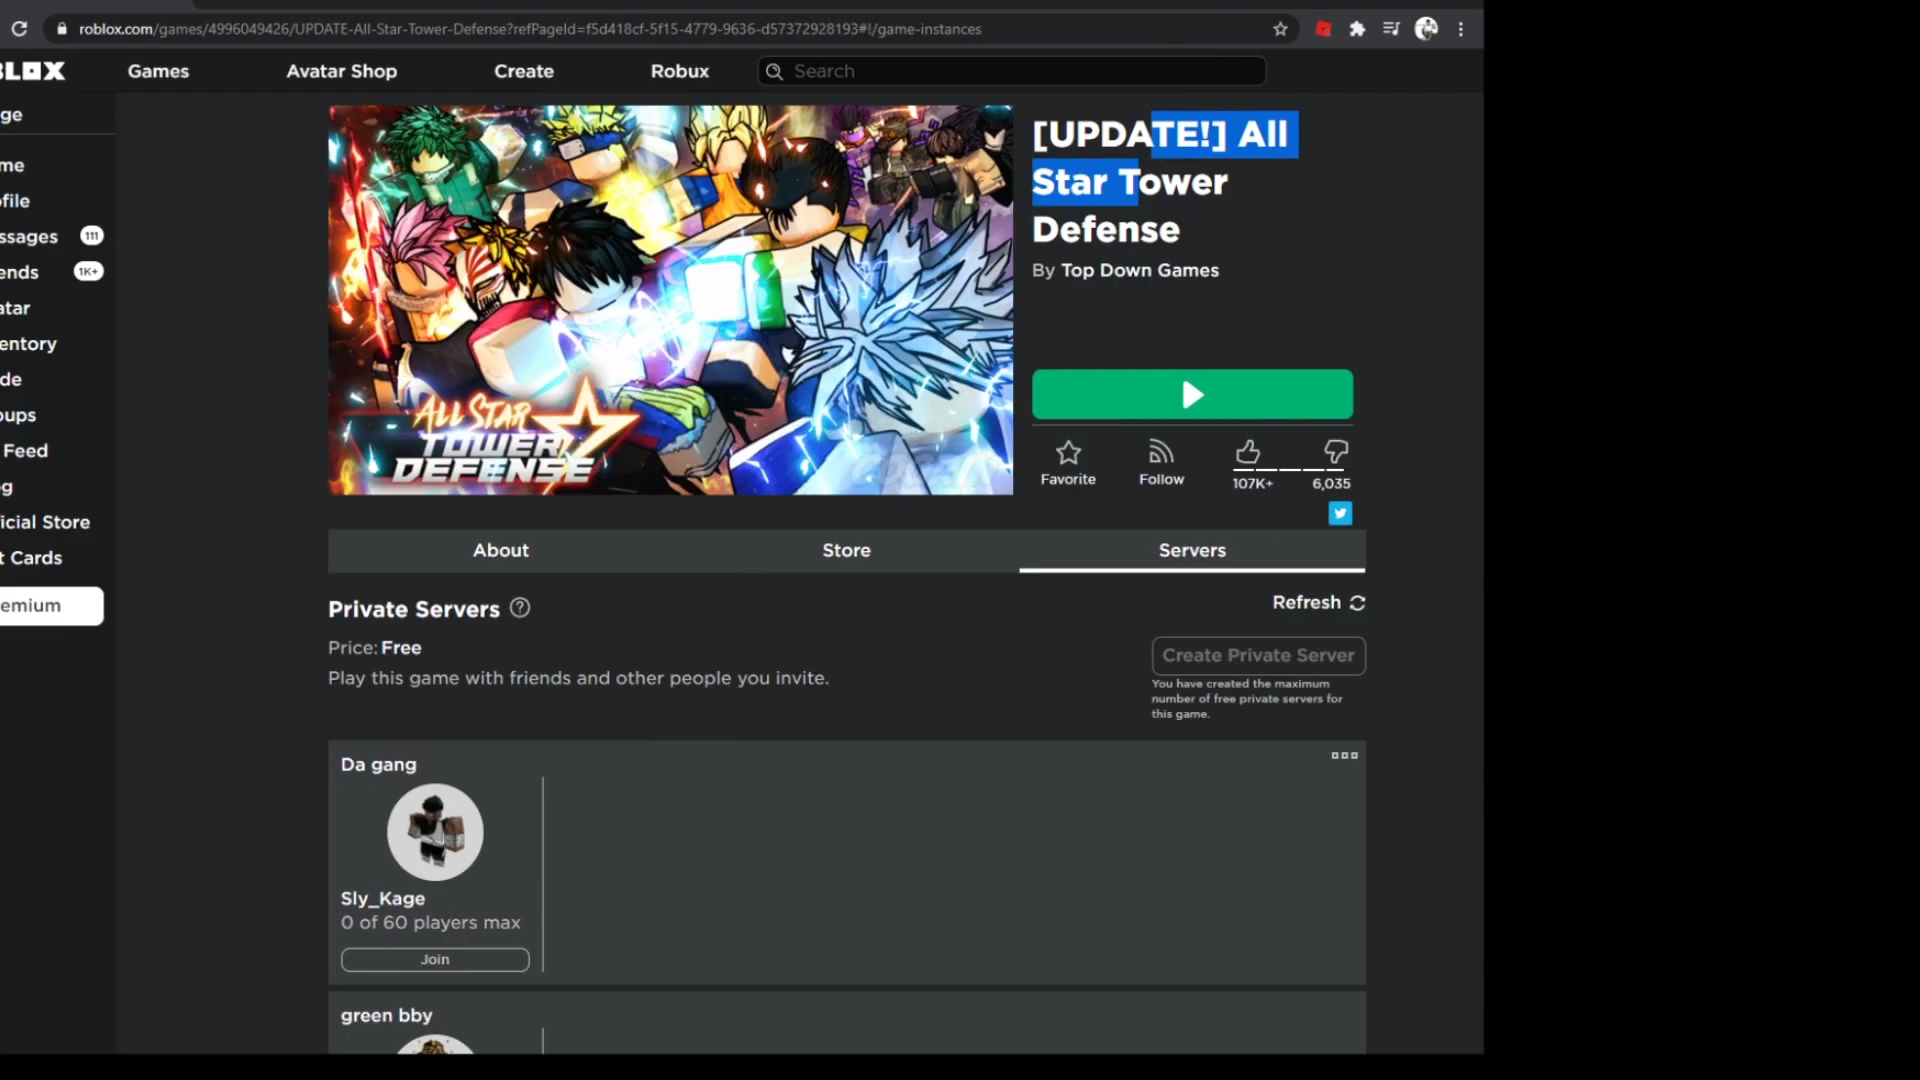 roblox.com/games/4996049426/UPDATE-All-Star-Tower-Defense?refPageId=f5d418cf-5f15-4779-9636-d57372928193#!/game-instances
BLOX
Games
Avatar Shop
Create
Robux
Search
ge
me
file
ssages
111
ends
1K+
atar
entory
de
oups
Feed
g
icial Store
t Cards
emium
ALL STAR
TOWER
DEFENSE
[UPDATE!] All
Star Tower
Defense
By Top Down Games
Favorite
Follow
107K+
6,035
About
Store
Servers
Private Servers
Refresh
Price: Free
Play this game with friends and other people you invite.
Create Private Server
You have created the maximum
number of free private servers for
this game.
Da gang
Sly_Kage
0 of 60 players max
Join
green bby